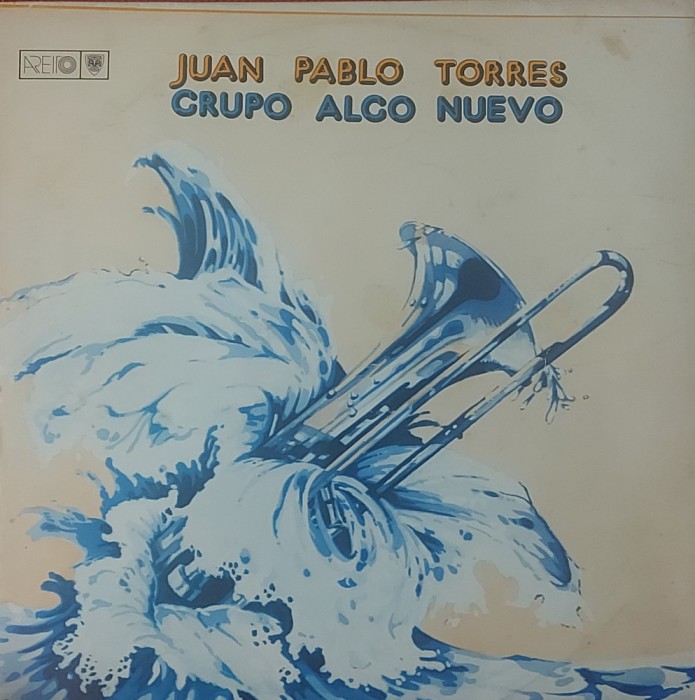 AREITO
JUAN PABLO TORRES
GRUPO ALGO NUEVO